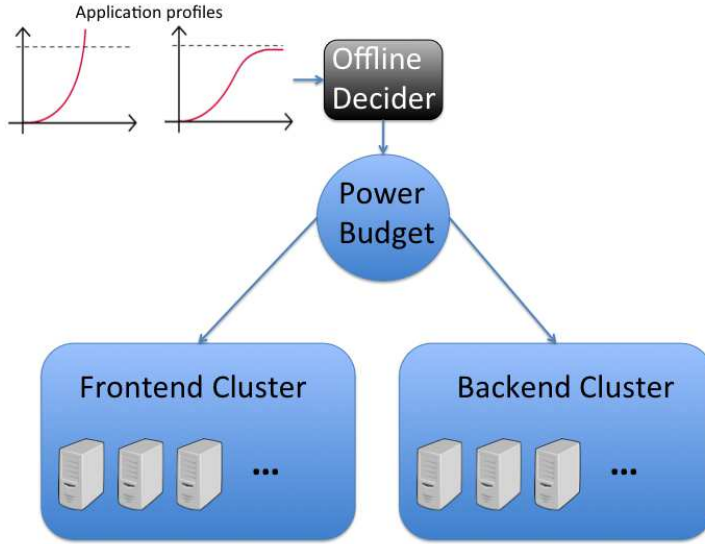 Application profiles
Offline
Decider
Power
Budget
Frontend Cluster
Backend Cluster
...
...